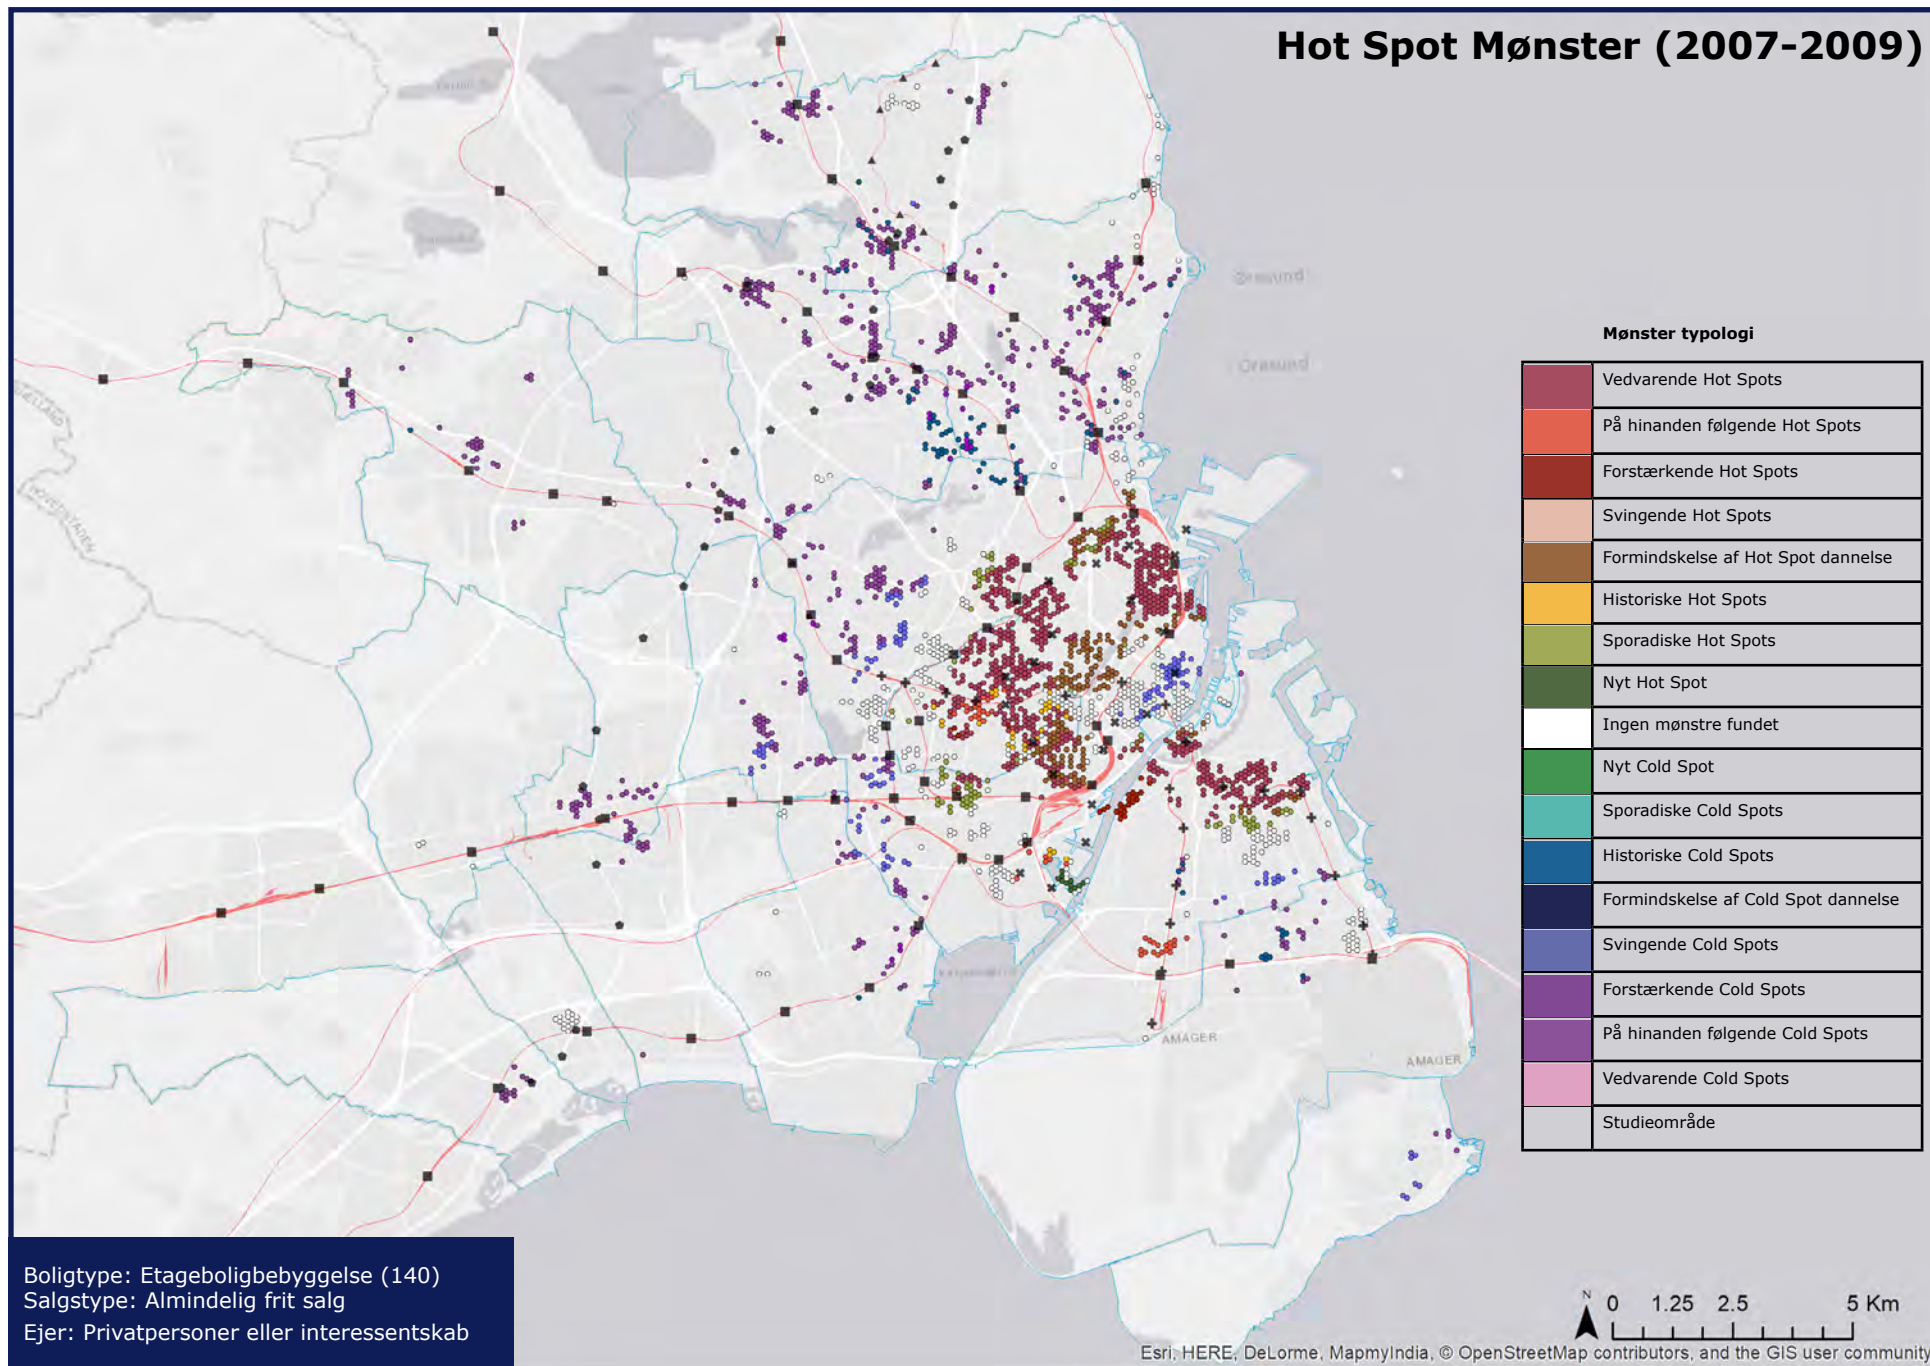 Hot Spot Mønster (2007-2009)
Øresund
Øresund
SJÆLLAND
HOVEDSTADEN
Mønster typologi
Vedvarende Hot Spots
På hinanden følgende Hot Spots
Forstærkende Hot Spots
Svingende Hot Spots
Formindskelse af Hot Spot dannelse
Historiske Hot Spots
Sporadiske Hot Spots
Nyt Hot Spot
Ingen mønstre fundet
Nyt Cold Spot
Sporadiske Cold Spots
Historiske Cold Spots
Formindskelse af Cold Spot dannelse
Svingende Cold Spots
Forstærkende Cold Spots
På hinanden følgende Cold Spots
Vedvarende Cold Spots
Studieområde
AMAGER
AMAGER
Boligtype: Etageboligbebyggelse (140)
Salgstype: Almindelig frit salg
Ejer: Privatpersoner eller interessentskab
N
0 1.25 2.5 5 Km
Esri, HERE, DeLorme, MapmyIndia, © OpenStreetMap contributors, and the GIS user community